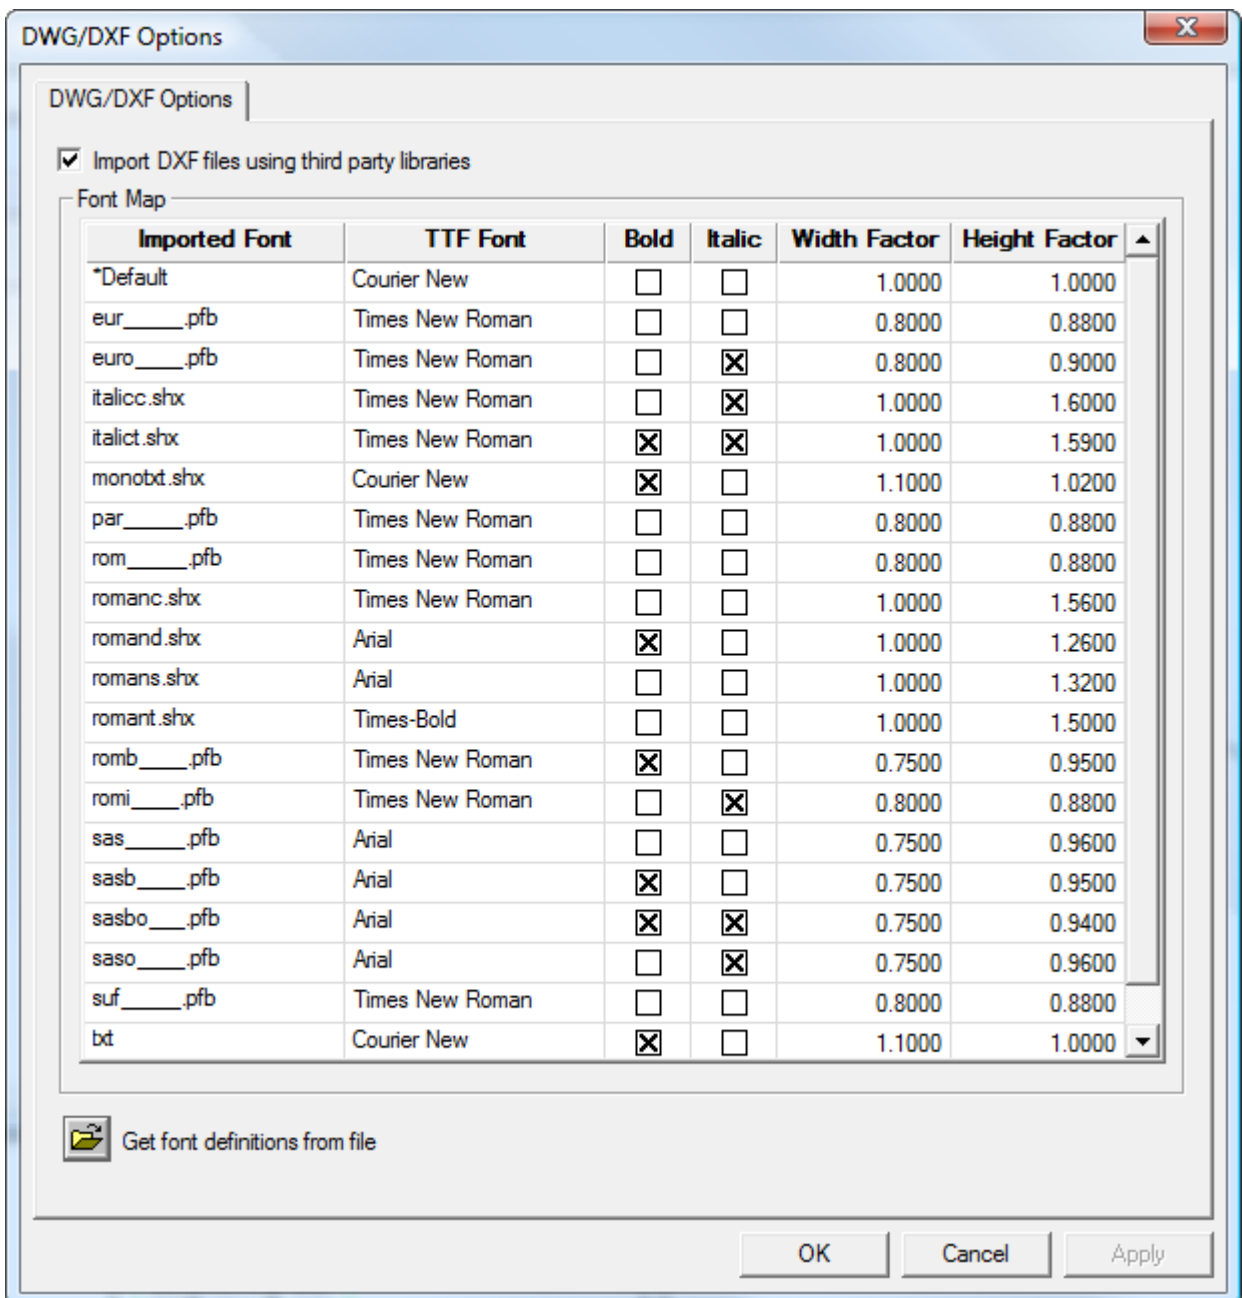 DWG/DXF Options
DWG/DXF Options
Import DXF files using third party libraries
Font Map
Imported Font TTF Font Bold Italic Width Factor Height Factor
*Default Courier New 1.0000 1.0000
eur_____.pfb Times New Roman 0.8000 0.8800
euro____.pfb Times New Roman 0.8000 0.9000
italicc.shx Times New Roman 1.0000 1.6000
italict.shx Times New Roman 1.0000 1.5900
monotxt.shx Courier New 1.1000 1.0200
par_____.pfb Times New Roman 0.8000 0.8800
rom_____.pfb Times New Roman 0.8000 0.8800
romanc.shx Times New Roman 1.0000 1.5600
romand.shx Arial 1.0000 1.2600
romans.shx Arial 1.0000 1.3200
romant.shx Times-Bold 1.0000 1.5000
romb____.pfb Times New Roman 0.7500 0.9500
romi____.pfb Times New Roman 0.8000 0.8800
sas_____.pfb Arial 0.7500 0.9600
sasb____.pfb Arial 0.7500 0.9500
sasbo___.pfb Arial 0.7500 0.9400
saso____.pfb Arial 0.7500 0.9600
suf_____.pfb Times New Roman 0.8000 0.8800
txt Courier New 1.1000 1.0000
Get font definitions from file
OK Cancel Apply